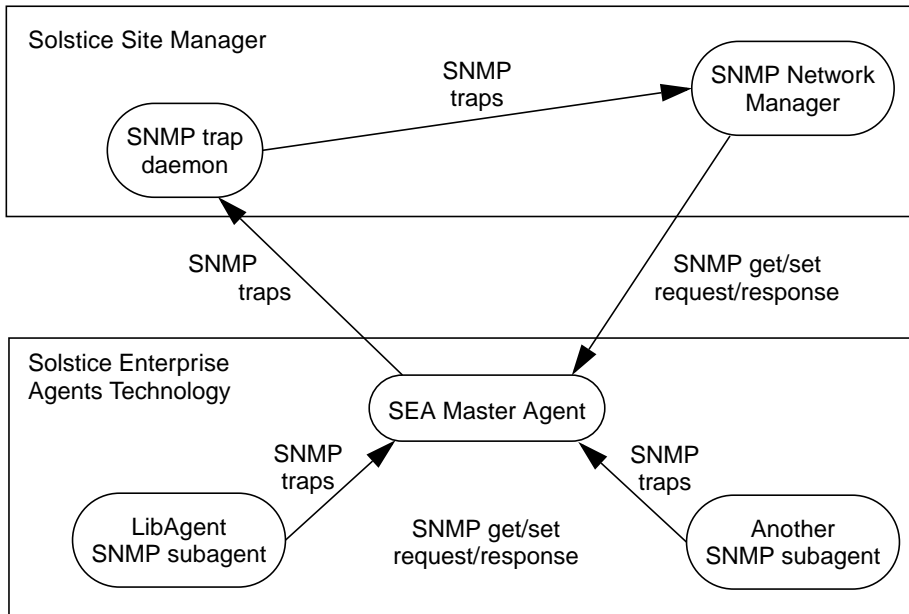 Solstice Site Manager
SNMP
traps
SNMP Network
Manager
SNMP trap
daemon
SNMP
traps
SNMP get/set
request/response
Solstice Enterprise
Agents Technology
SEA Master Agent
SNMP
traps
SNMP
traps
LibAgent
SNMP subagent
SNMP get/set
request/response
Another
SNMP subagent